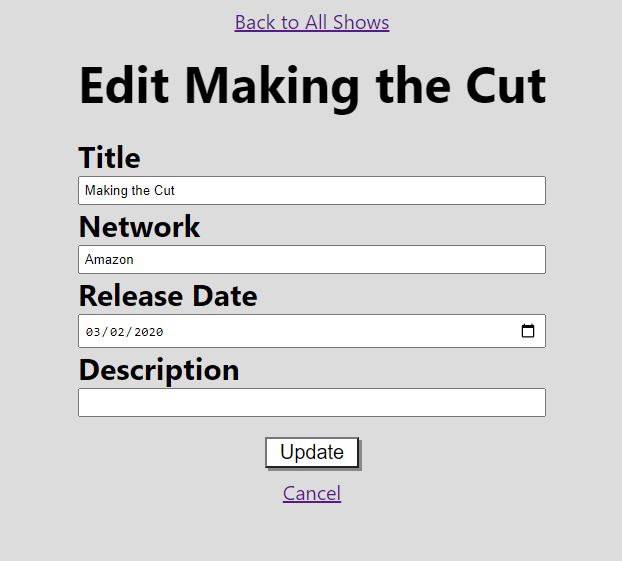 Back to All Shows
Edit Making the Cut
Title
Making the Cut
Network
Amazon
Release Date
03/02/2020
Description
Update
Cancel